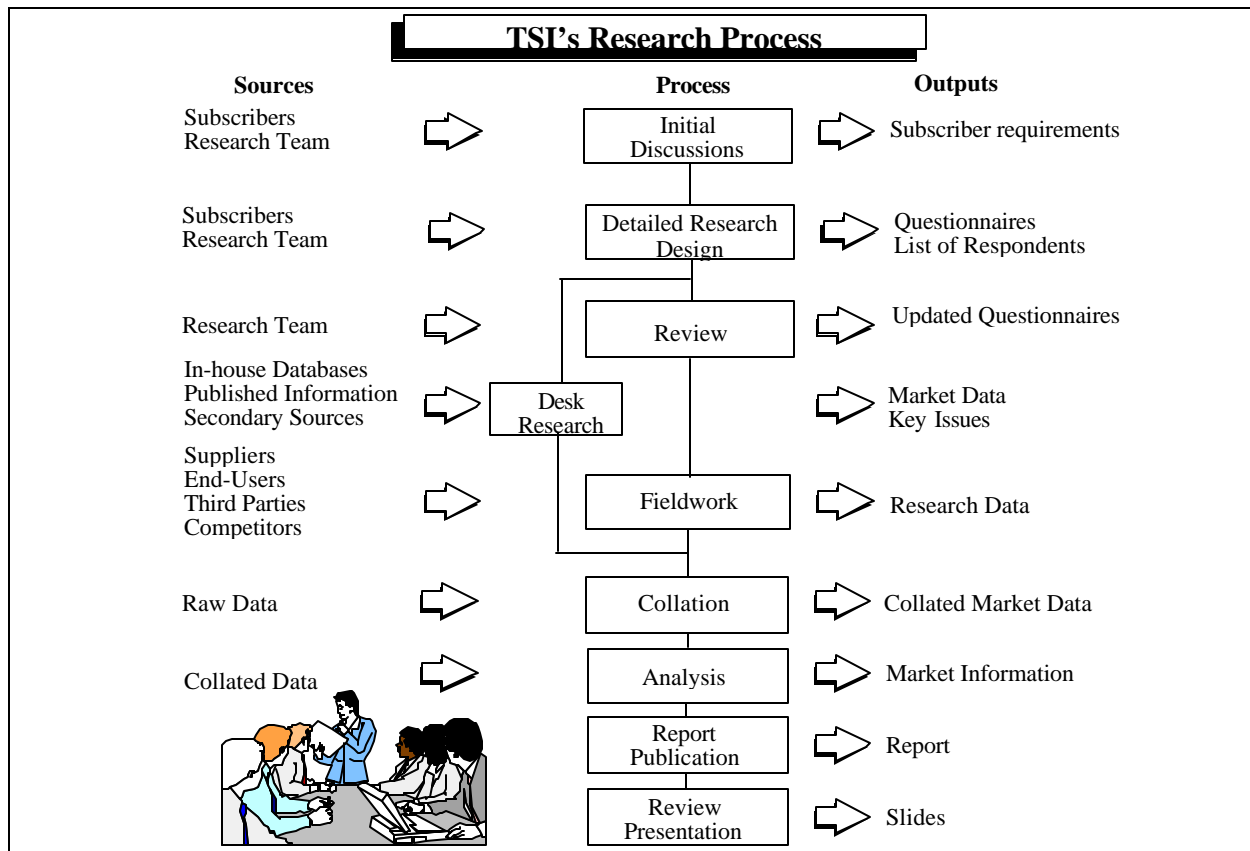 TSI's Research Process
Sources
Process
Outputs
Subscribers
Research Team
Initial
Discussions
Subscriber requirements
Subscribers
Research Team
Detailed Research
Design
Questionnaires
List of Respondents
Research Team
Review
Updated Questionnaires
In-house Databases
Published Information
Secondary Sources
Desk
Research
Market Data
Key Issues
Suppliers
End-Users
Third Parties
Competitors
Fieldwork
Research Data
Raw Data
Collation
Collated Market Data
Collated Data
Analysis
Market Information
Report
Publication
Report
Review
Presentation
Slides